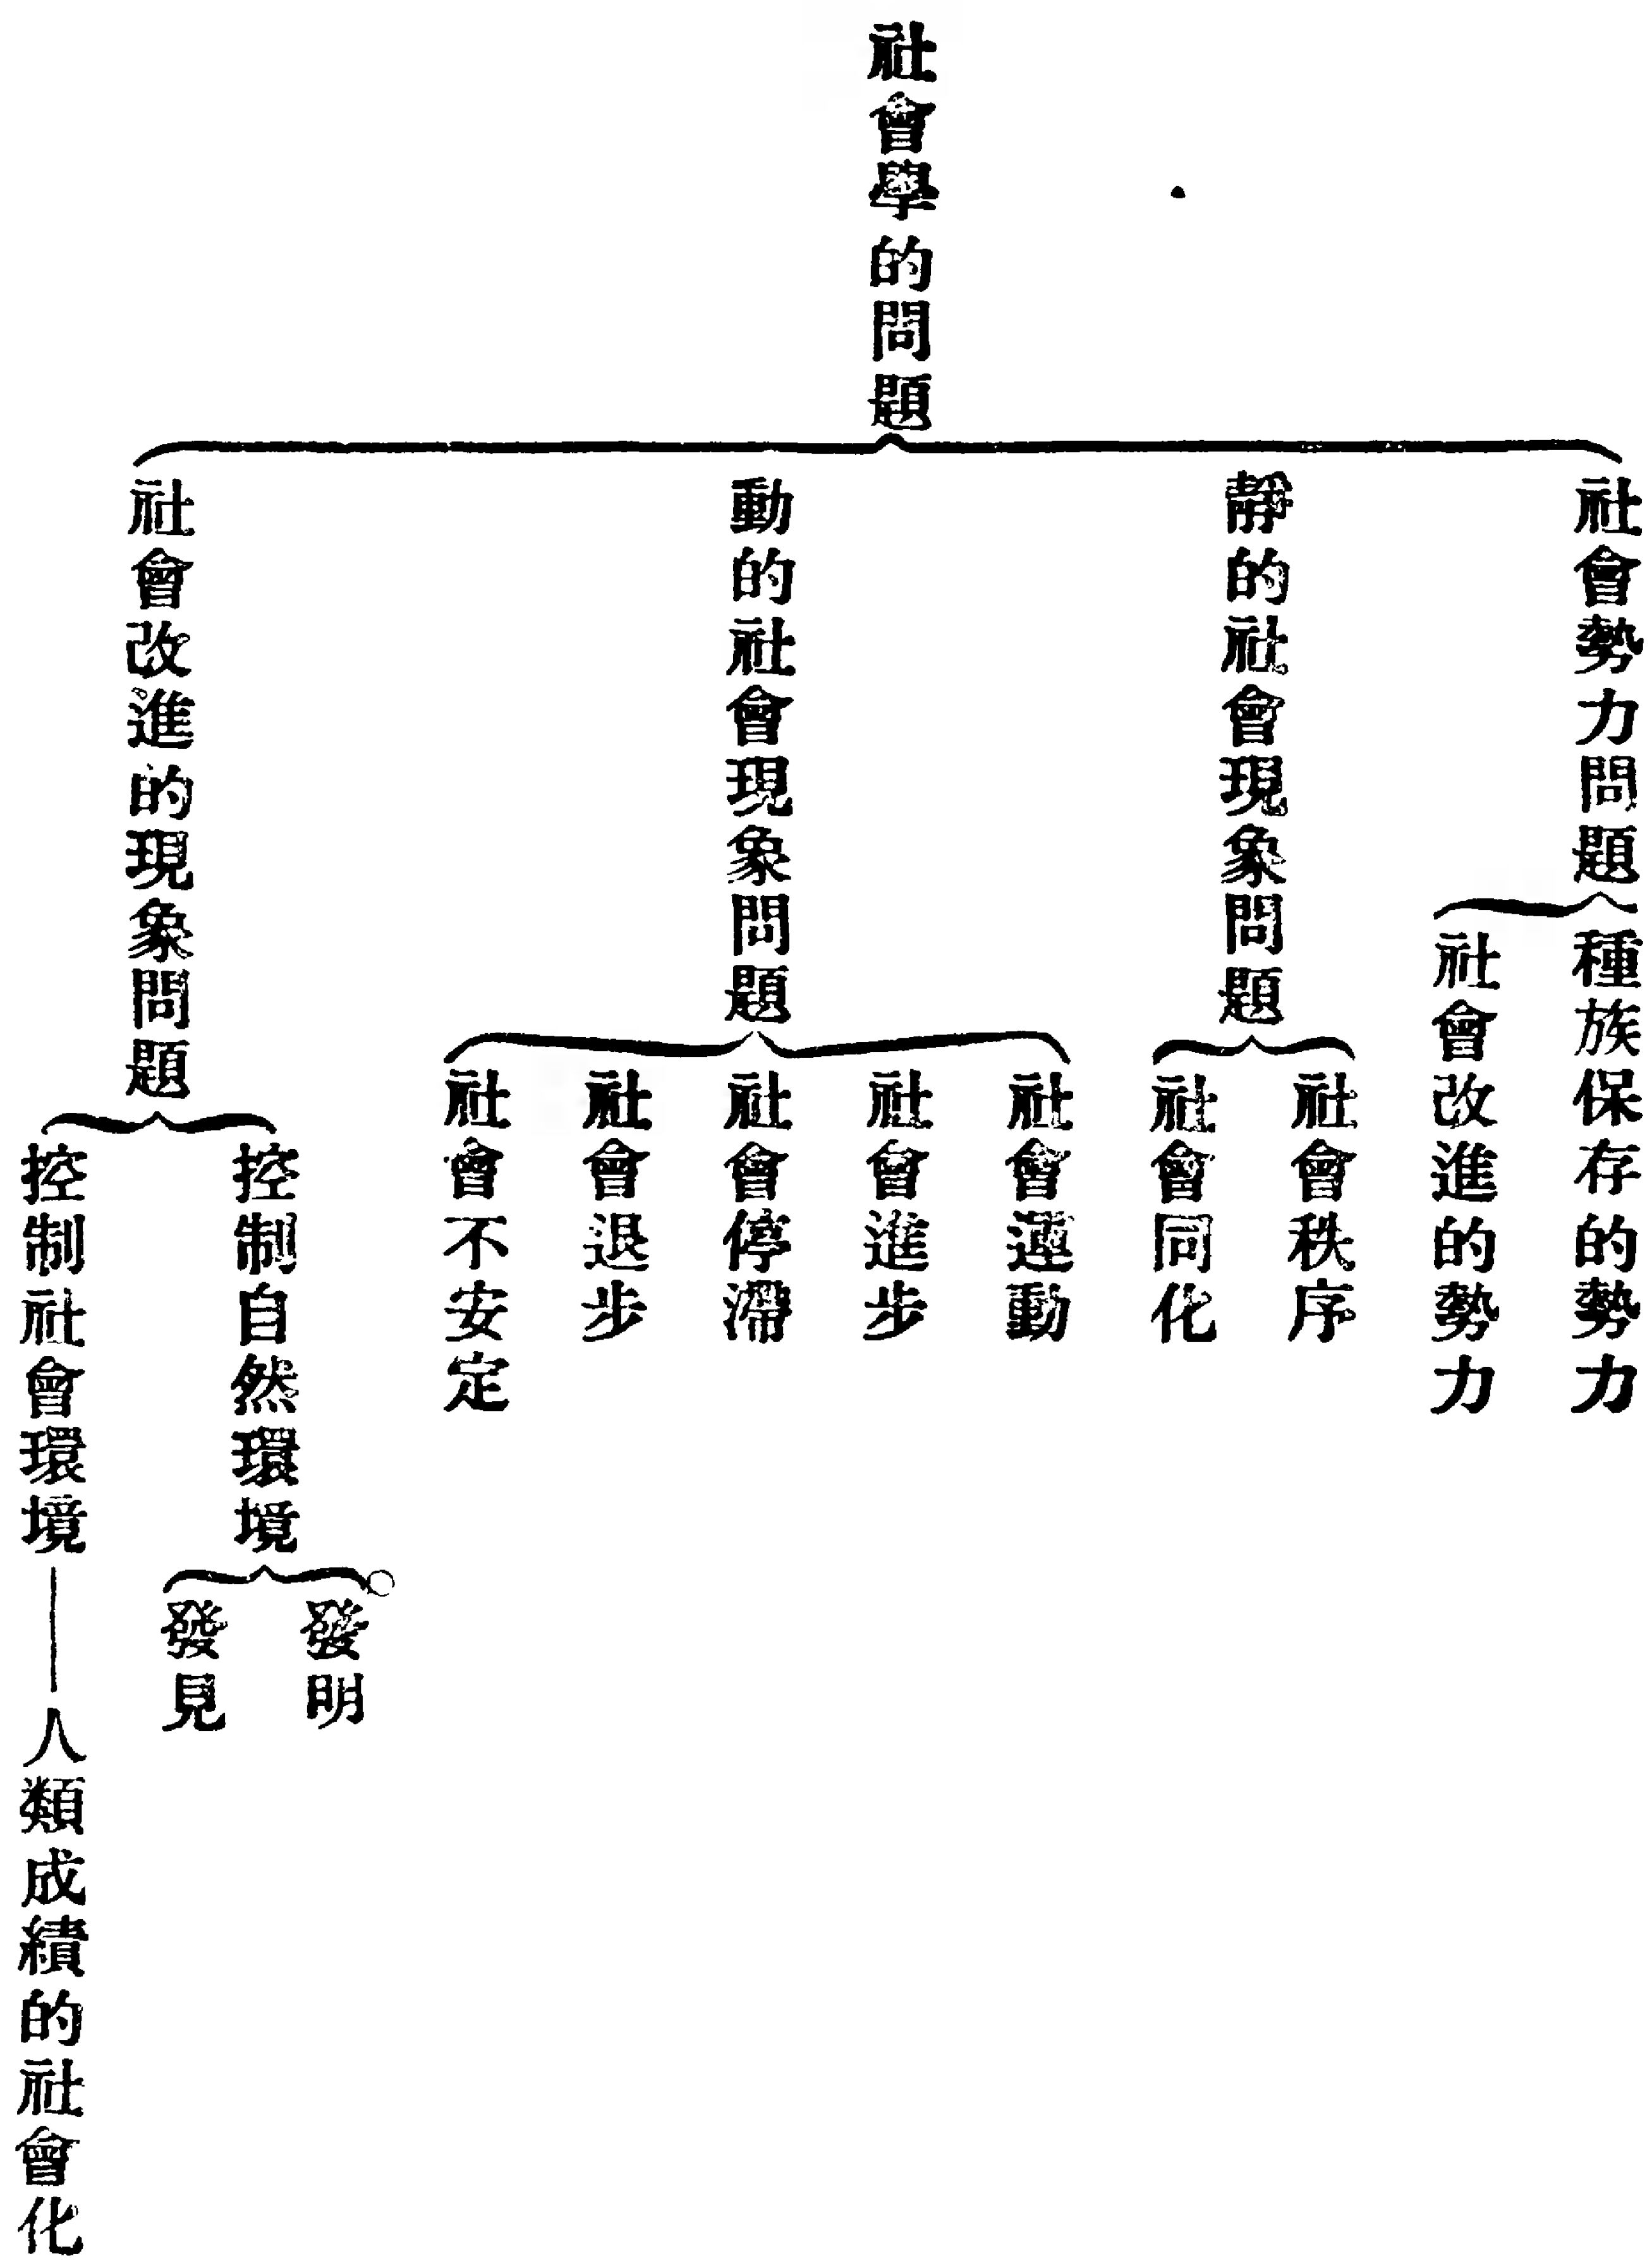 社會學的問題
社會勢力問題
種族保存的勢力
社會改進的勢力
靜的社會現象問題
社會秩序
社會同化
動的社會現象問題
社會運動
社會進步
社會停滯
社會退步
社會不安定
社會改進的現象問題
控制自然環境
發明
發見
控制社會環境——人類成績的社會化